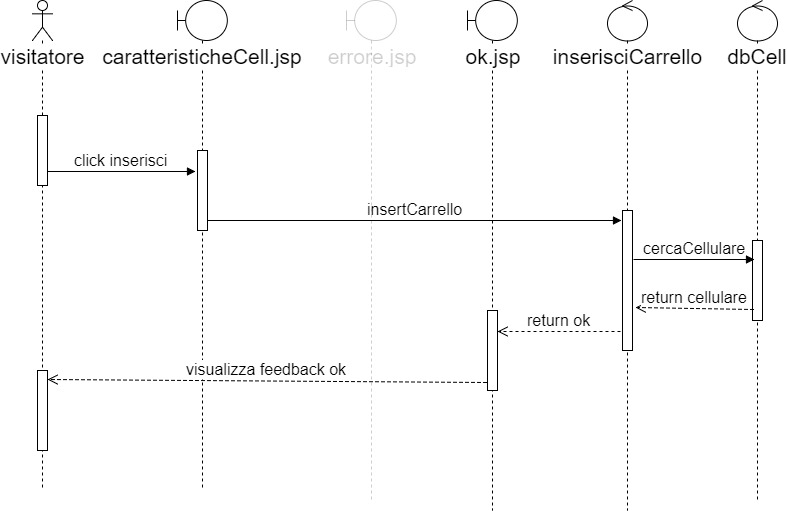 visitatore
caratteristicheCell.jsp
errore.jsp
ok.jsp
inserisciCarrello
dbCell
click inserisci
insertCarrello
cercaCellulare
return cellulare
return ok
visualizza feedback ok